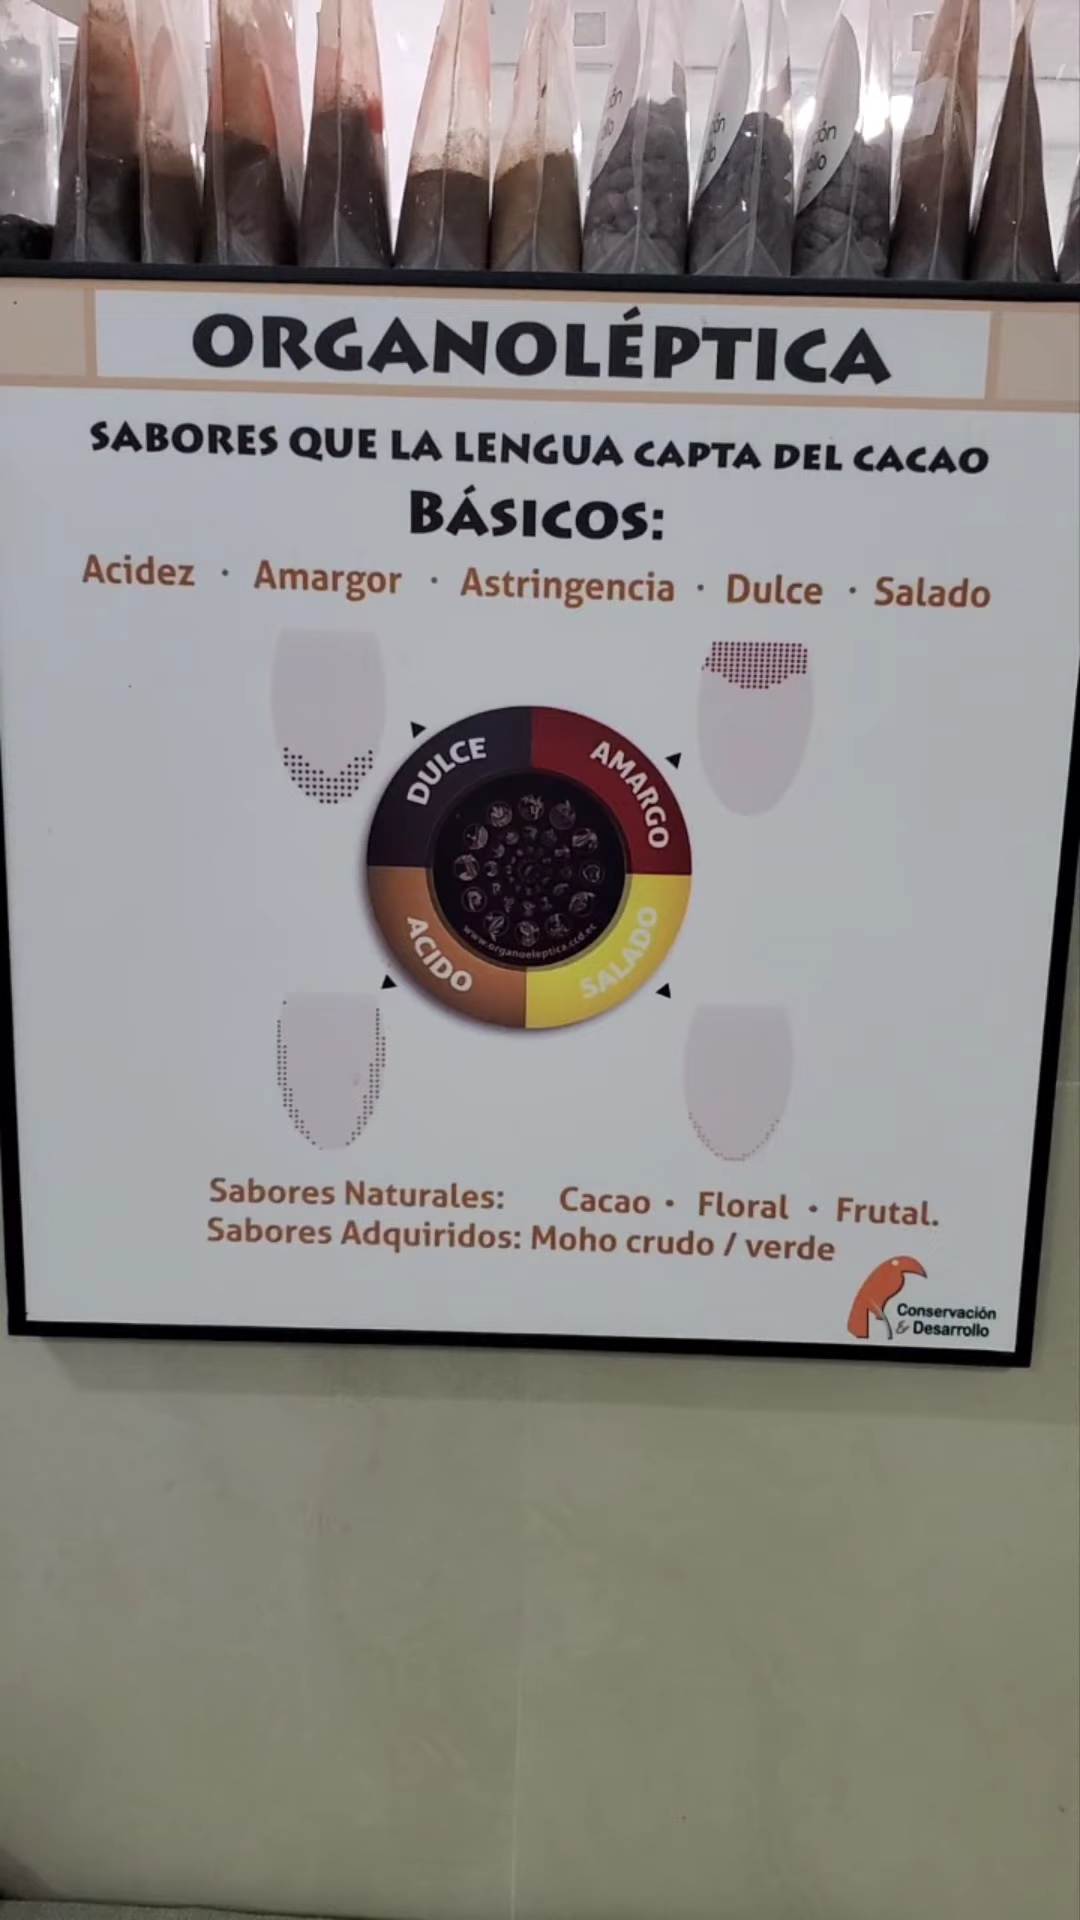 ORGANOLÉPTICA
SABORES QUE LA LENGUA CAPTA DEL CACAO
BÁSICOS:
Acidez · Amargor · Astringencia · Dulce · Salado
DULCE
AMARGO
ACIDO
SALADO
www.organoeleptica.ccd.ec
Sabores Naturales: Cacao · Floral · Frutal.
Sabores Adquiridos: Moho crudo / verde
Conservación
& Desarrollo